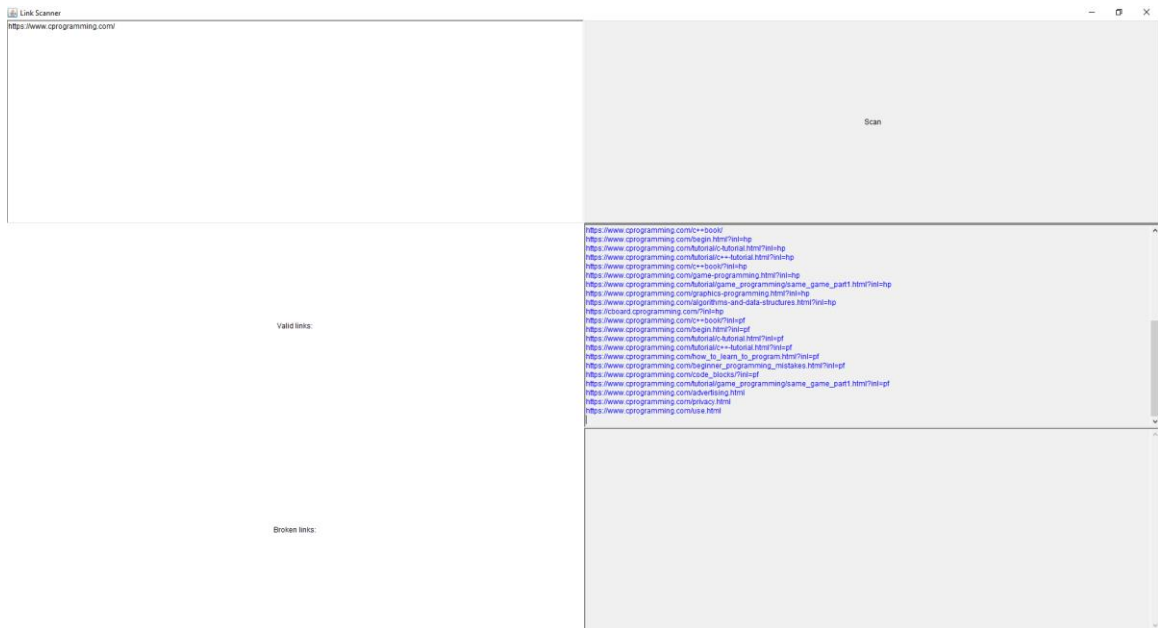 Link Scanner
https://www.cprogramming.com/
Scan
Valid links:
https://www.cprogramming.com/c++book/
https://www.cprogramming.com/begin.html?inl=hp
https://www.cprogramming.com/tutorial/c-tutorial.html?inl=hp
https://www.cprogramming.com/tutorial/c++-tutorial.html?inl=hp
https://www.cprogramming.com/c++book/?inl=hp
https://www.cprogramming.com/game-programming.html?inl=hp
https://www.cprogramming.com/tutorial/game_programming/same_game_part1.html?inl=hp
https://www.cprogramming.com/graphics-programming.html?inl=hp
https://www.cprogramming.com/algorithms-and-data-structures.html?inl=hp
https://cboard.cprogramming.com/?inl=hp
https://www.cprogramming.com/c++book/?inl=pf
https://www.cprogramming.com/begin.html?inl=pf
https://www.cprogramming.com/tutorial/c-tutorial.html?inl=pf
https://www.cprogramming.com/tutorial/c++-tutorial.html?inl=pf
https://www.cprogramming.com/how_to_learn_to_program.html?inl=pf
https://www.cprogramming.com/beginner_programming_mistakes.html?inl=pf
https://www.cprogramming.com/code_blocks/?inl=pf
https://www.cprogramming.com/tutorial/game_programming/same_game_part1.html?inl=pf
https://www.cprogramming.com/advertising.html
https://www.cprogramming.com/privacy.html
https://www.cprogramming.com/use.html
Broken links: